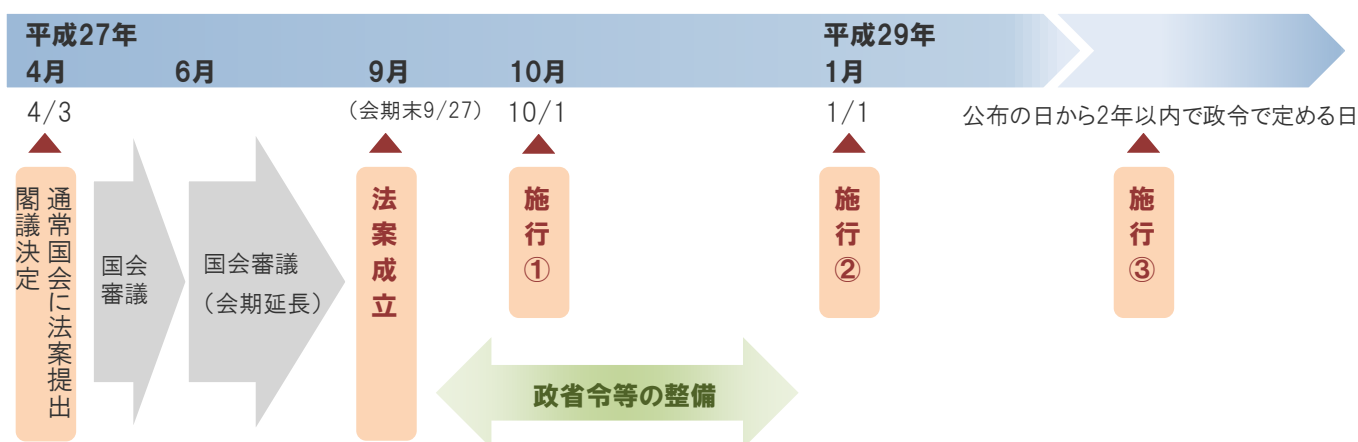 平成27年
平成29年
4月
6月
9月
10月
1月
4/3
(会期末9/27)
10/1
1/1
公布の日から2年以内で政令で定める日
通常国会に法案提出
閣議決定
国会
審議
国会審議
(会期延長)
法案成立
施行①
施行②
施行③
政省令等の整備